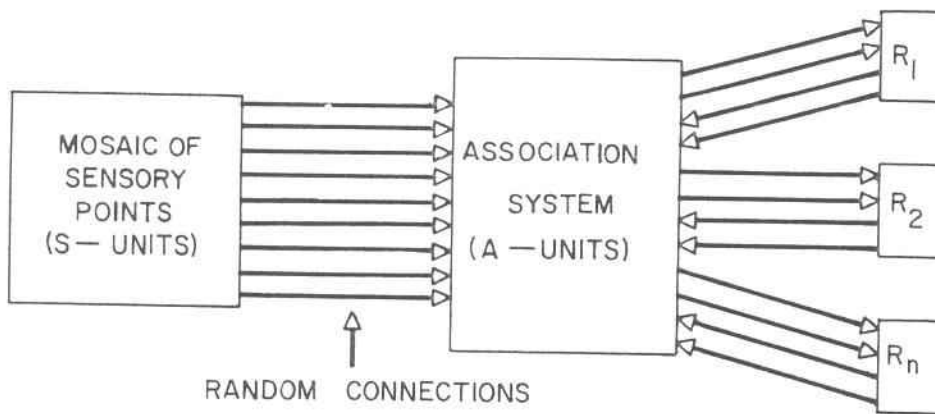 MOSAIC OF
SENSORY
POINTS
(S — UNITS)
RANDOM CONNECTIONS
ASSOCIATION
SYSTEM
(A — UNITS)
R1
R2
Rn